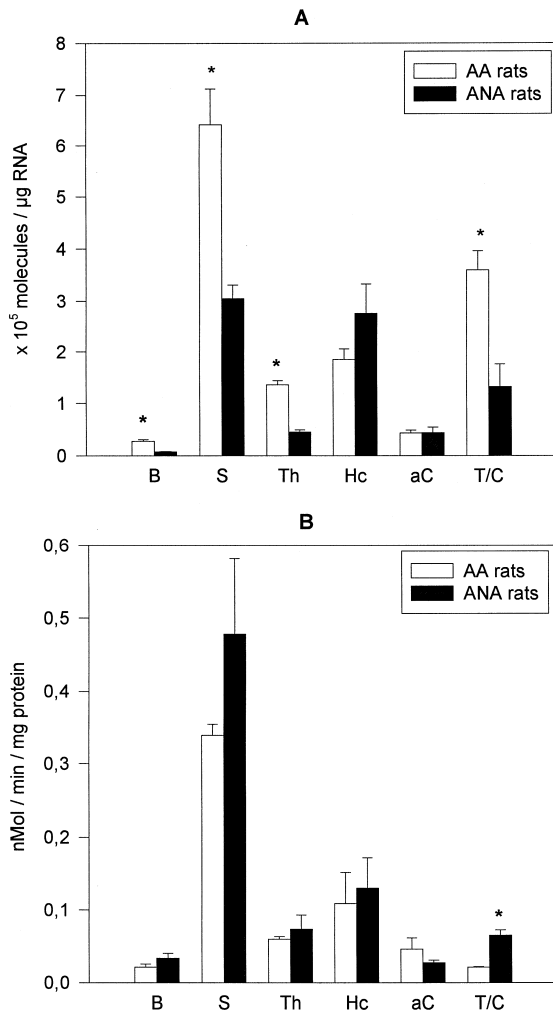 A
8
7
6
5
4
3
2
1
0
x 10⁵ molecules / µg RNA
AA rats
ANA rats
*
*
*
*
B S Th Hc aC T/C
B
0,6
0,5
0,4
0,3
0,2
0,1
0,0
nMol / min / mg protein
AA rats
ANA rats
*
B S Th Hc aC T/C